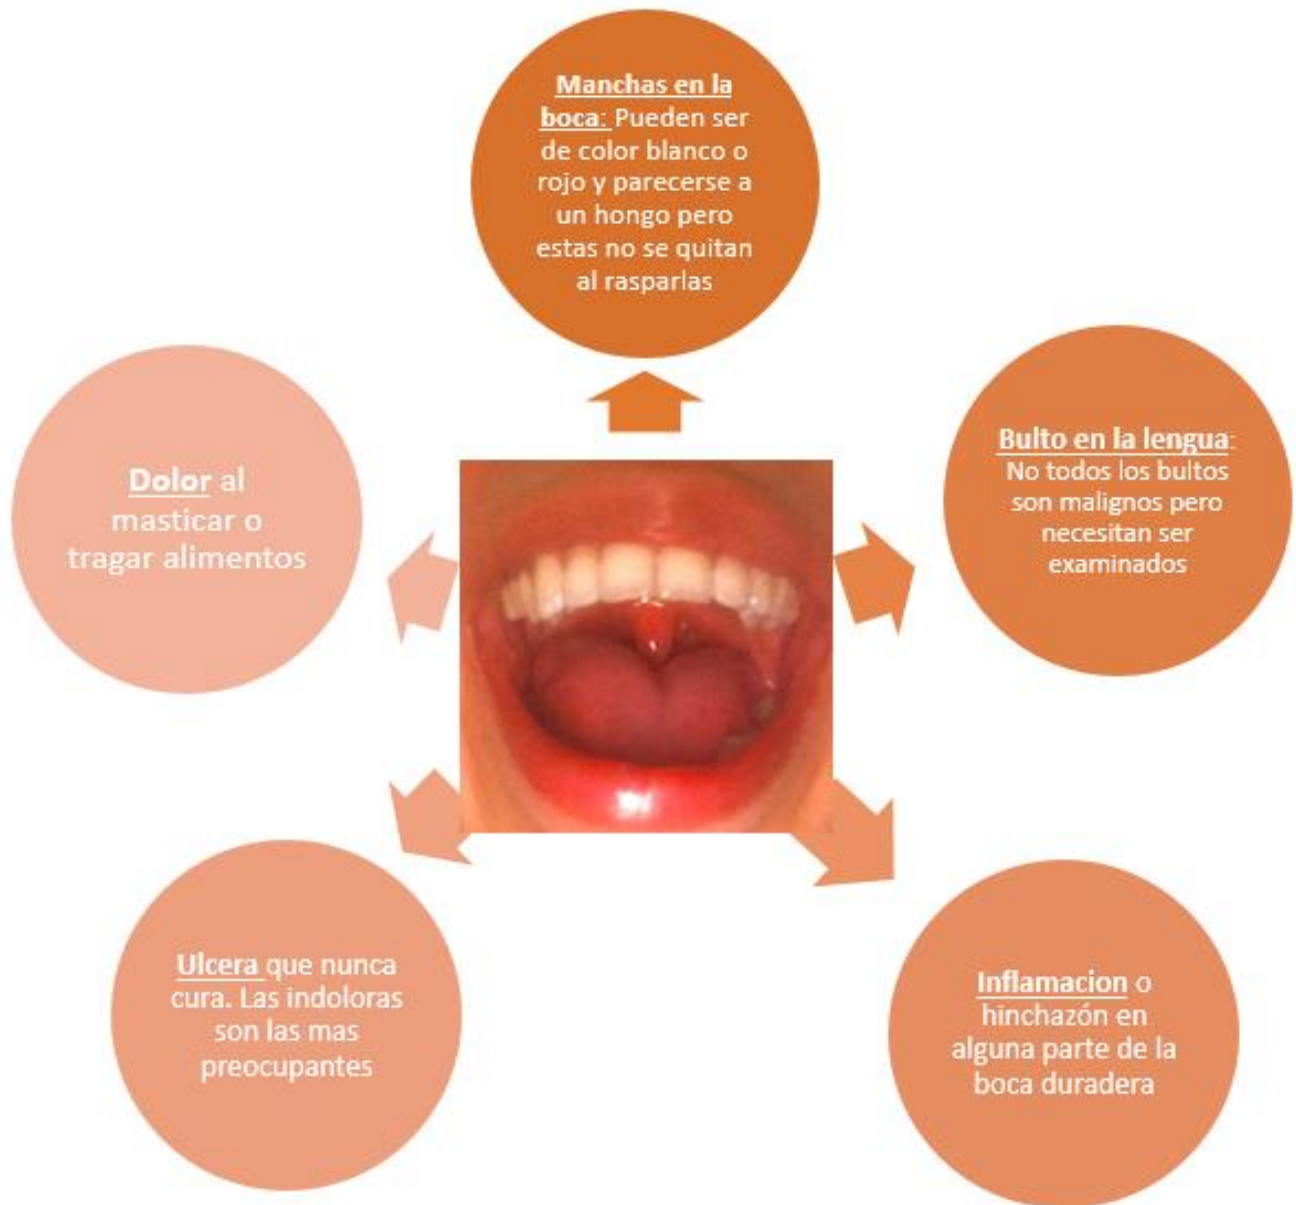 Manchas en la
boca: Pueden ser
de color blanco o
rojo y parecerse a
un hongo pero
estas no se quitan
al rasparlas
Bulto en la lengua:
No todos los bultos
son malignos pero
necesitan ser
examinados
Inflamacion o
hinchazón en
alguna parte de la
boca duradera
Ulcera que nunca
cura. Las indoloras
son las mas
preocupantes
Dolor al
masticar o
tragar alimentos